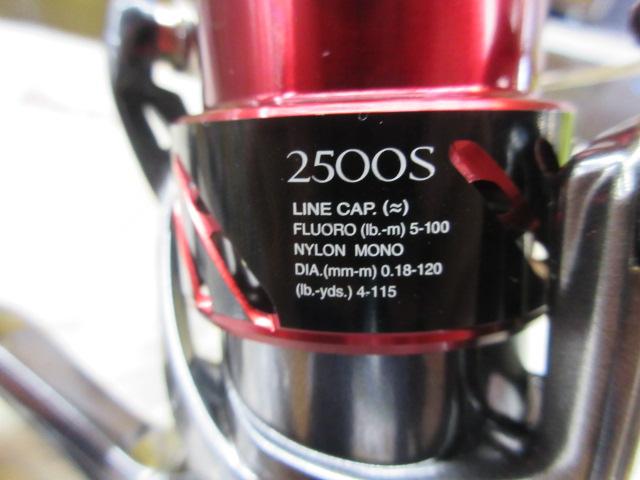 2500S
LINE CAP. (≈)
FLUORO (lb.-m) 5-100
NYLON MONO
DIA.(mm-m) 0.18-120
(lb.-yds.) 4-115